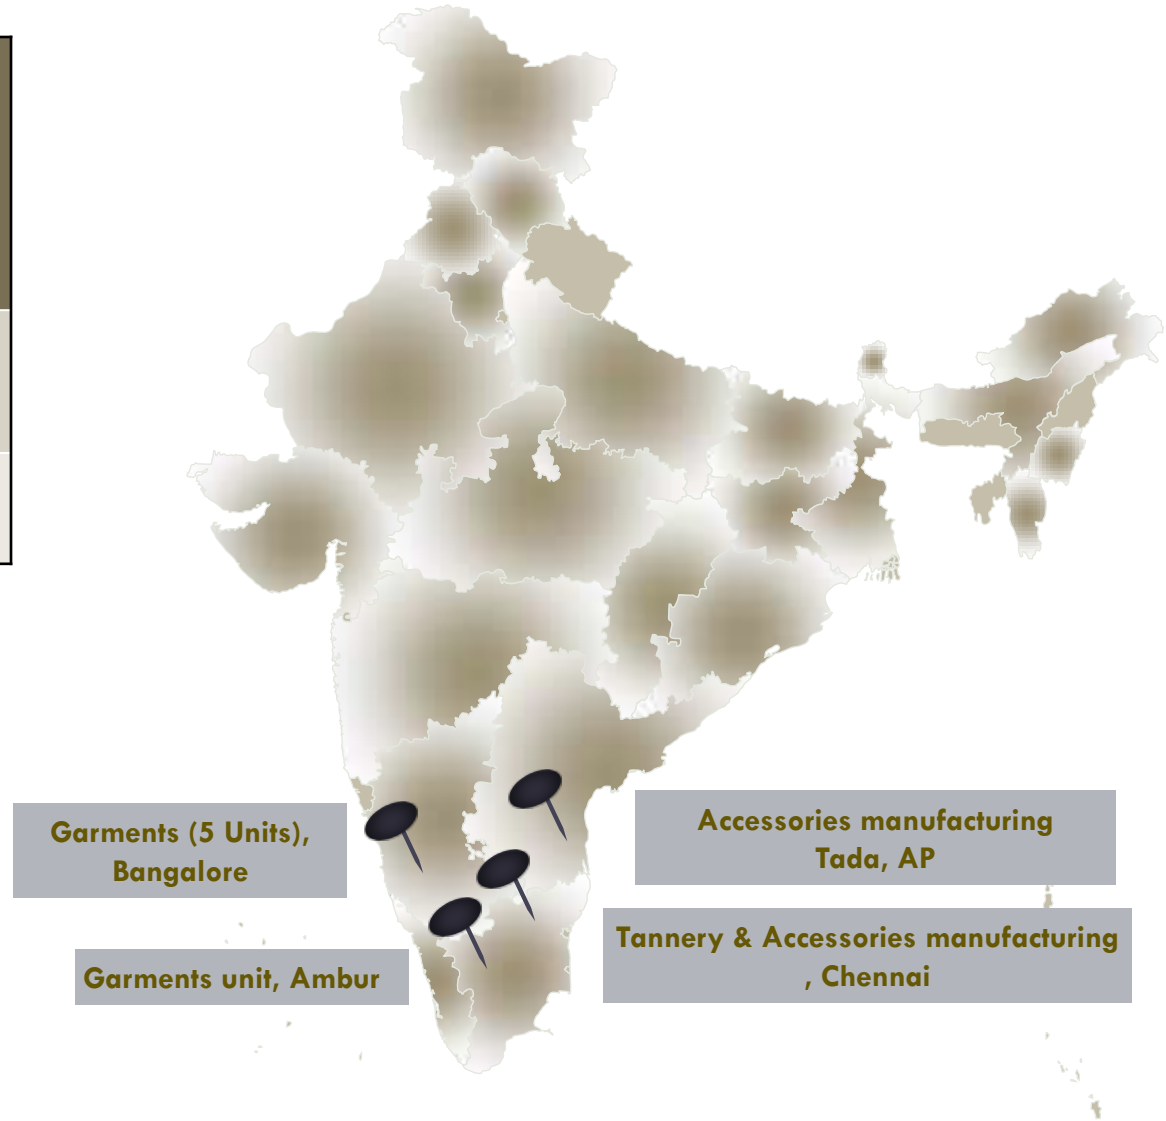 Garments (5 Units),
Bangalore
Accessories manufacturing
Tada, AP
Garments unit, Ambur
Tannery & Accessories manufacturing
, Chennai